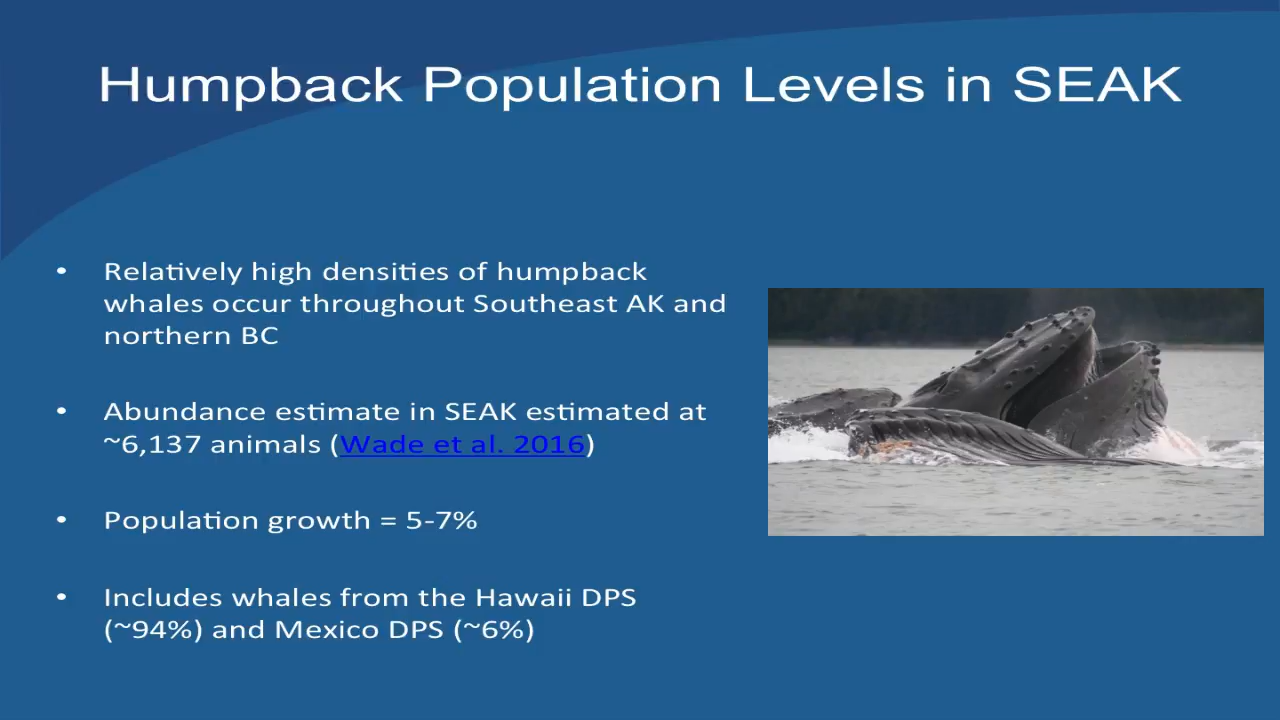 Humpback Population Levels in SEAK
• Relatively high densities of humpback
whales occur throughout Southeast AK and
northern BC
• Abundance estimate in SEAK estimated at
~6,137 animals (Wade et al. 2016)
• Population growth = 5-7%
• Includes whales from the Hawaii DPS
(~94%) and Mexico DPS (~6%)